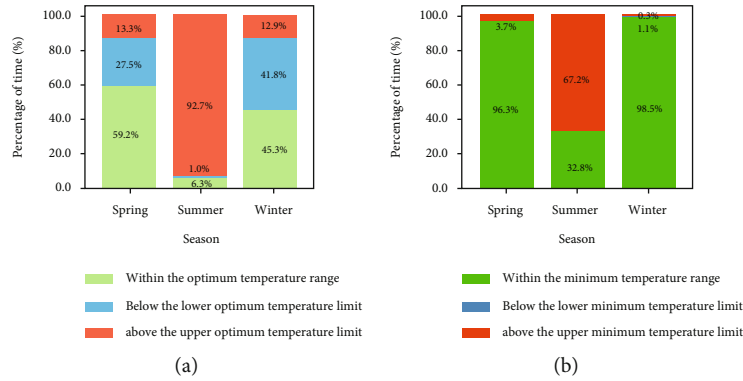 100.0
80.0
60.0
40.0
20.0
0.0
Percentage of time (%)
13.3%
27.5%
59.2%
92.7%
1.0%
6.3%
12.9%
41.8%
45.3%
Spring
Summer
Winter
Season
Within the optimum temperature range
Below the lower optimum temperature limit
above the upper optimum temperature limit
(a)
100.0
80.0
60.0
40.0
20.0
0.0
Percentage of time (%)
3.7%
96.3%
67.2%
32.8%
0.3%
1.1%
98.5%
Spring
Summer
Winter
Season
Within the minimum temperature range
Below the lower minimum temperature limit
above the upper minimum temperature limit
(b)